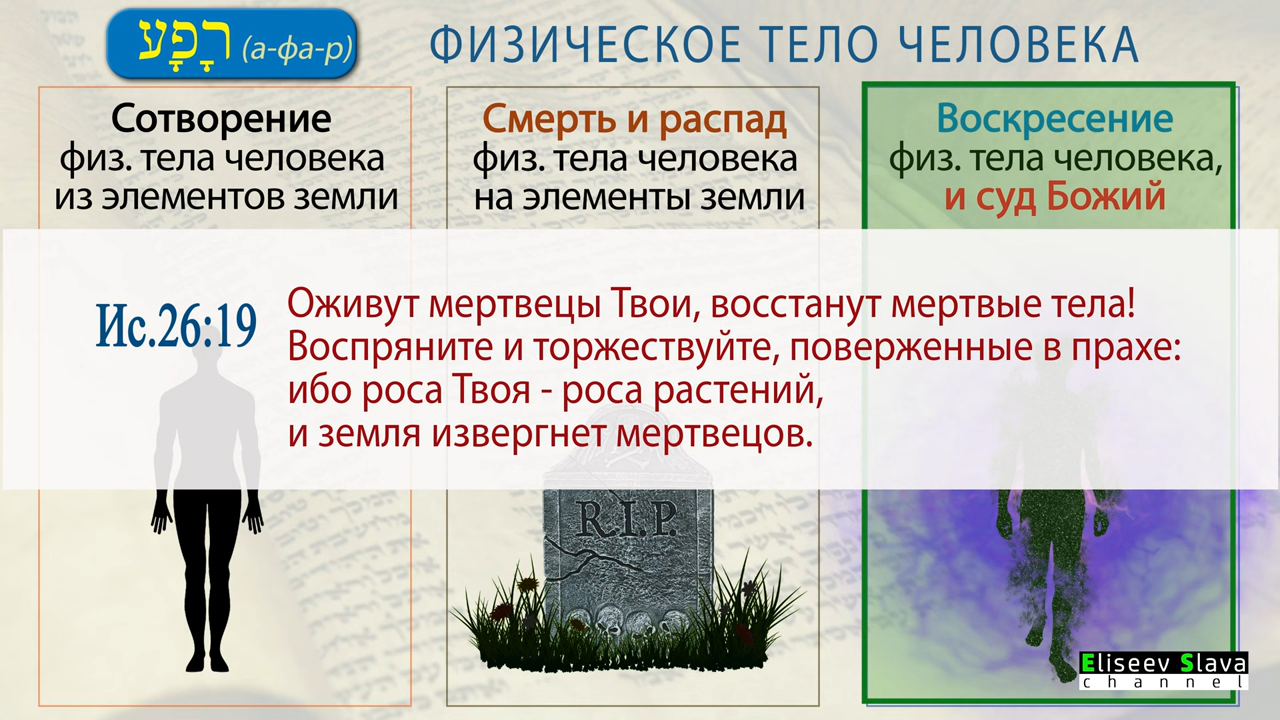 רָפָע (а-фа-р)
ФИЗИЧЕСКОЕ ТЕЛО ЧЕЛОВЕКА
Сотворение
физ. тела человека
из элементов земли
Смерть и распад
физ. тела человека
на элементы земли
Воскресение
физ. тела человека,
и суд Божий
Ис.26:19
Оживут мертвецы Твои, восстанут мертвые тела!
Воспряните и торжествуйте, поверженные в прахе:
ибо роса Твоя - роса растений,
и земля извергнет мертвецов.
R.I.P.
Eliseev Slava
channel